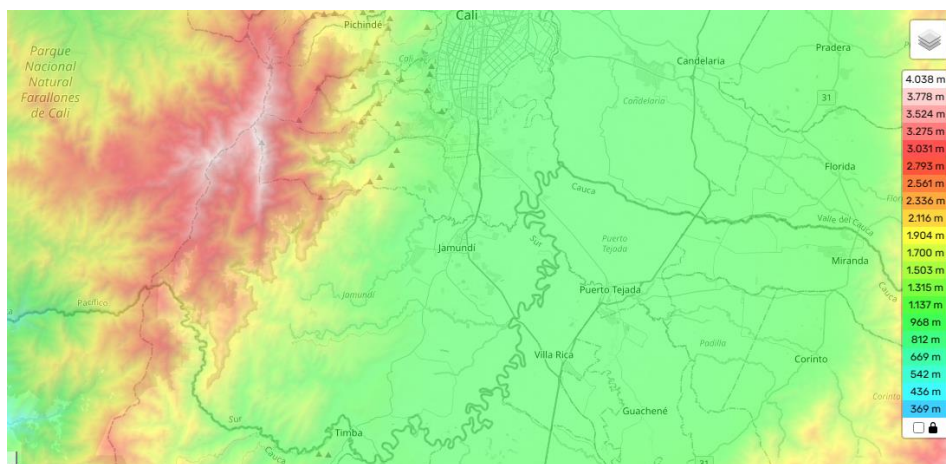 Cali
Pichindé
Parque
Nacional
Natural
Farallones
de Cali
Pradera
Candelaria
Candelaria
31
Florida
Cauca
Valle del Cauca
Sur
Puerto
Tejada
Jamundí
Miranda
Cauca
Pacífico
Jamundí
Puerto Tejada
Padilla
Villa Rica
Corinto
Corinto
Guachené
Sur
Timba
Cauca
31
4.038 m
3.778 m
3.524 m
3.275 m
3.031 m
2.793 m
2.561 m
2.336 m
2.116 m
1.904 m
1.700 m
1.503 m
1.315 m
1.137 m
968 m
812 m
669 m
542 m
436 m
369 m